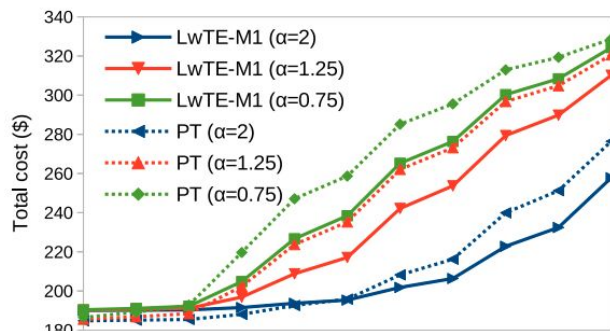 340
320
300
280
260
240
220
200
180
Total cost ($)
LwTE-M1 (α=2)
LwTE-M1 (α=1.25)
LwTE-M1 (α=0.75)
PT (α=2)
PT (α=1.25)
PT (α=0.75)